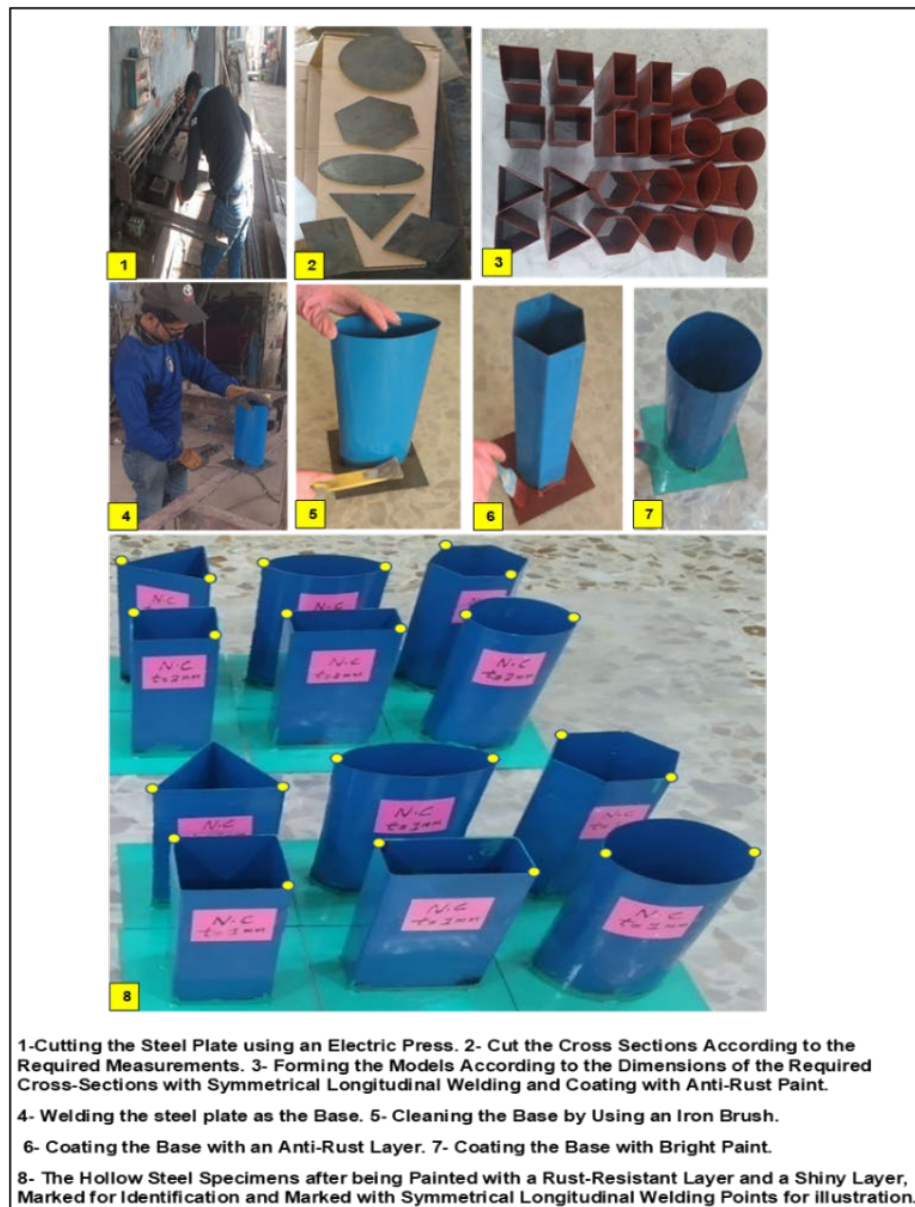 1
2
3
4
5
6
7
N.C
N.C
N.C
N.C
t=2mm
N.C
t=2mm
N.C
t=2mm
N.C
N.C
t=1mm
N.C
N.C
t=1mm
N.C
t=1mm
N.C
t=1mm
8
1-Cutting the Steel Plate using an Electric Press. 2- Cut the Cross Sections According to the
Required Measurements. 3- Forming the Models According to the Dimensions of the Required
Cross-Sections with Symmetrical Longitudinal Welding and Coating with Anti-Rust Paint.
4- Welding the steel plate as the Base. 5- Cleaning the Base by Using an Iron Brush.
6- Coating the Base with an Anti-Rust Layer. 7- Coating the Base with Bright Paint.
8- The Hollow Steel Specimens after being Painted with a Rust-Resistant Layer and a Shiny Layer,
Marked for Identification and Marked with Symmetrical Longitudinal Welding Points for illustration.